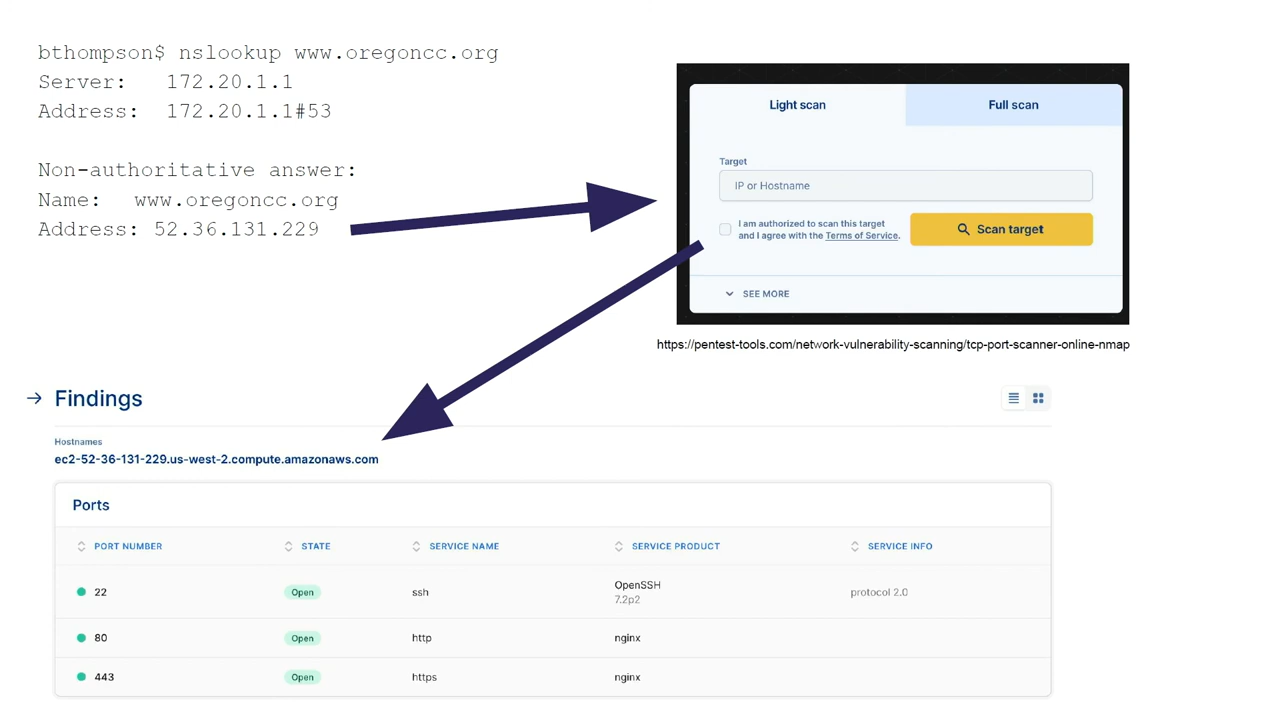 bthompson$ nslookup www.oregoncc.org
Server: 172.20.1.1
Address: 172.20.1.1#53
Non-authoritative answer:
Name: www.oregoncc.org
Address: 52.36.131.229
Light scan Full scan
Target
IP or Hostname
I am authorized to scan this target
and I agree with the Terms of Service.
Scan target
SEE MORE
https://pentest-tools.com/network-vulnerability-scanning/tcp-port-scanner-online-nmap
→ Findings
Hostnames
ec2-52-36-131-229.us-west-2.compute.amazonaws.com
Ports
PORT NUMBER STATE SERVICE NAME SERVICE PRODUCT SERVICE INFO
22 Open ssh OpenSSH 7.2p2 protocol 2.0
80 Open http nginx
443 Open https nginx